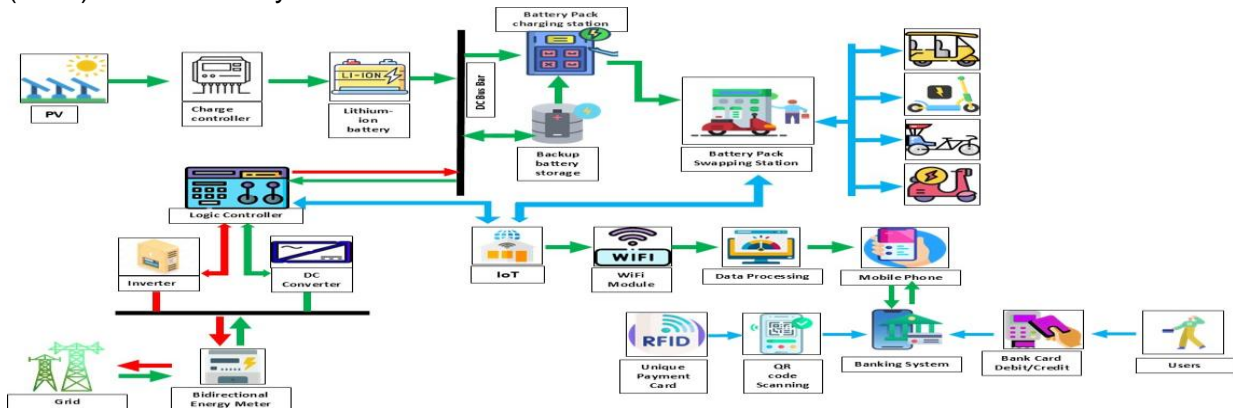 Battery Pack
charging station
PV
Charge
controller
LI-ION
Lithium-
ion
battery
DC Bus Bar
Backup
battery
storage
Battery Pack
Swapping Station
Logic Controller
Inverter
DC
Converter
IoT
WiFi
WiFi
Module
Data Processing
Mobile Phone
RFID
Unique
Payment
Card
QR
code
Scanning
Banking System
Bank Card
Debit/Credit
Users
Grid
Bidirectional
Energy Meter